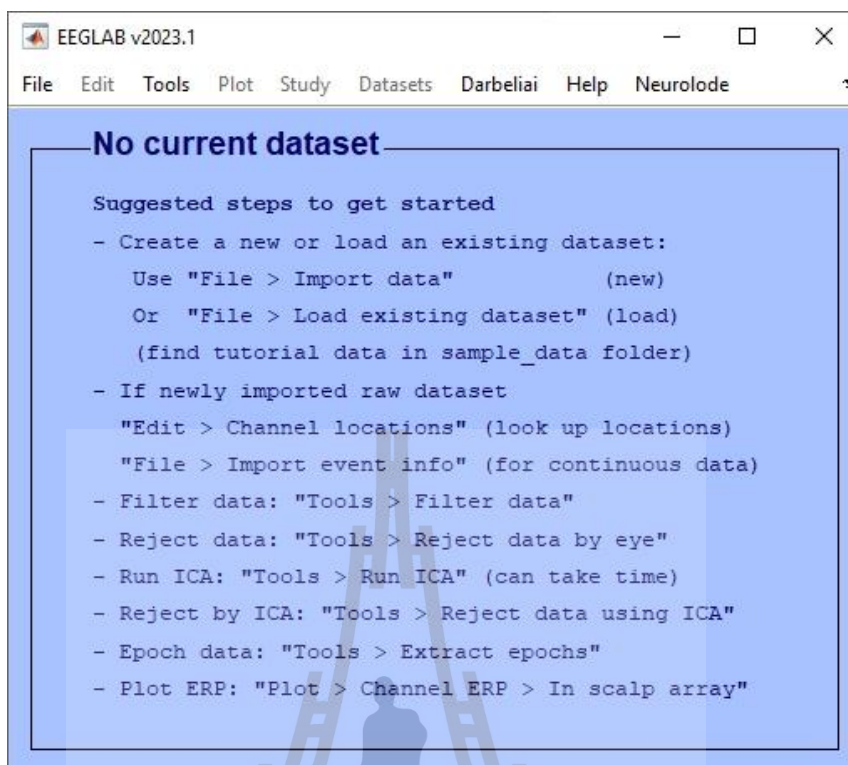 EEGLAB v2023.1
File Edit Tools Plot Study Datasets Darbeliai Help Neurolode
No current dataset
Suggested steps to get started
- Create a new or load an existing dataset:
Use "File > Import data" (new)
Or "File > Load existing dataset" (load)
(find tutorial data in sample_data folder)
- If newly imported raw dataset
"Edit > Channel locations" (look up locations)
"File > Import event info" (for continuous data)
- Filter data: "Tools > Filter data"
- Reject data: "Tools > Reject data by eye"
- Run ICA: "Tools > Run ICA" (can take time)
- Reject by ICA: "Tools > Reject data using ICA"
- Epoch data: "Tools > Extract epochs"
- Plot ERP: "Plot > Channel ERP > In scalp array"